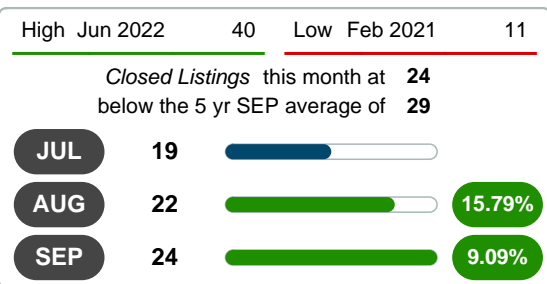 High Jun 2022 40 Low Feb 2021 11
Closed Listings this month at 24
below the 5 yr SEP average of 29
JUL 19
AUG 22 15.79%
SEP 24 9.09%